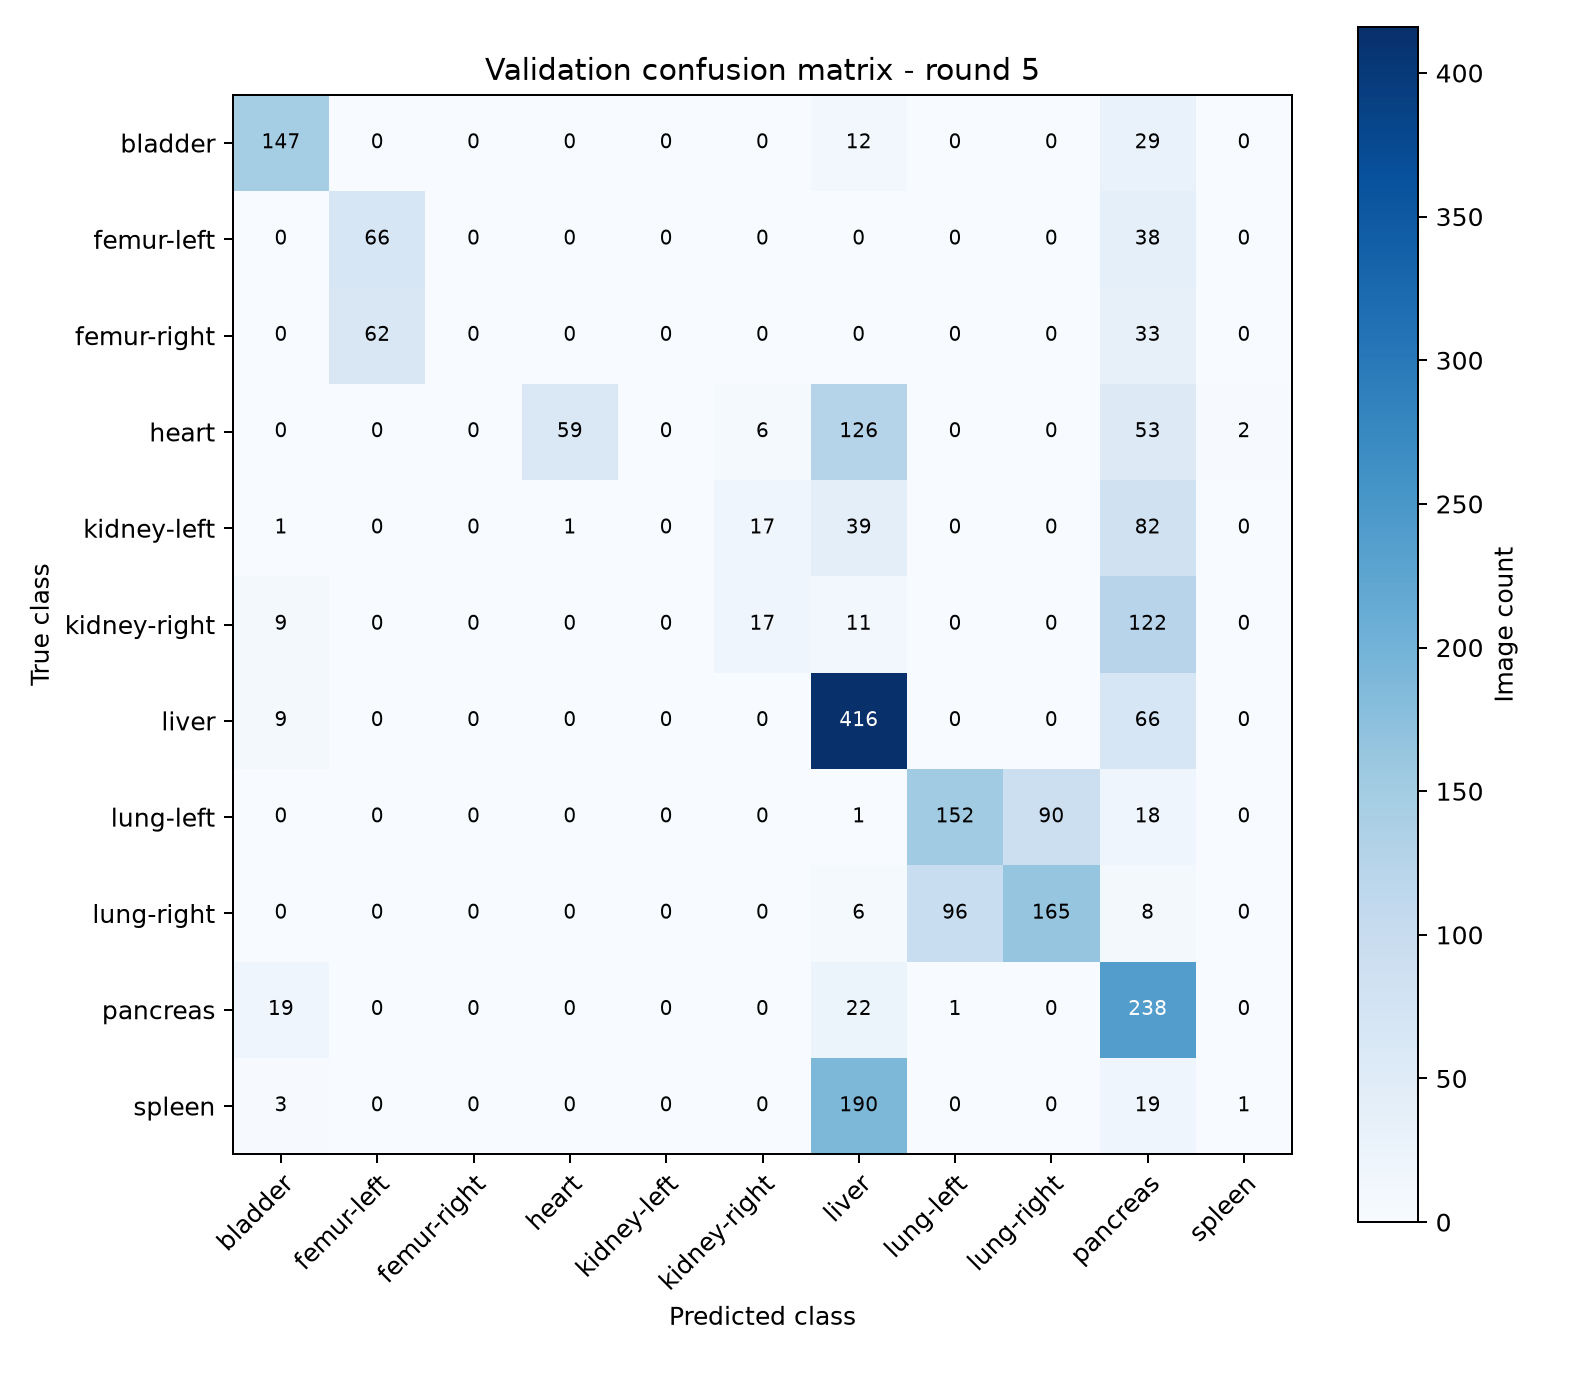 Validation confusion matrix - round 5
bladder 147 0 0 0 0 0 12 0 0 29 0
femur-left 0 66 0 0 0 0 0 0 0 38 0
femur-right 0 62 0 0 0 0 0 0 0 33 0
heart 0 0 0 59 0 6 126 0 0 53 2
kidney-left 1 0 0 1 0 17 39 0 0 82 0
kidney-right 9 0 0 0 0 17 11 0 0 122 0
liver 9 0 0 0 0 0 416 0 0 66 0
lung-left 0 0 0 0 0 0 1 152 90 18 0
lung-right 0 0 0 0 0 0 6 96 165 8 0
pancreas 19 0 0 0 0 0 22 1 0 238 0
spleen 3 0 0 0 0 0 190 0 0 19 1
True class
bladder femur-left femur-right heart kidney-left kidney-right liver lung-left lung-right pancreas spleen
Predicted class
400
350
300
250
200
150
100
50
0
Image count